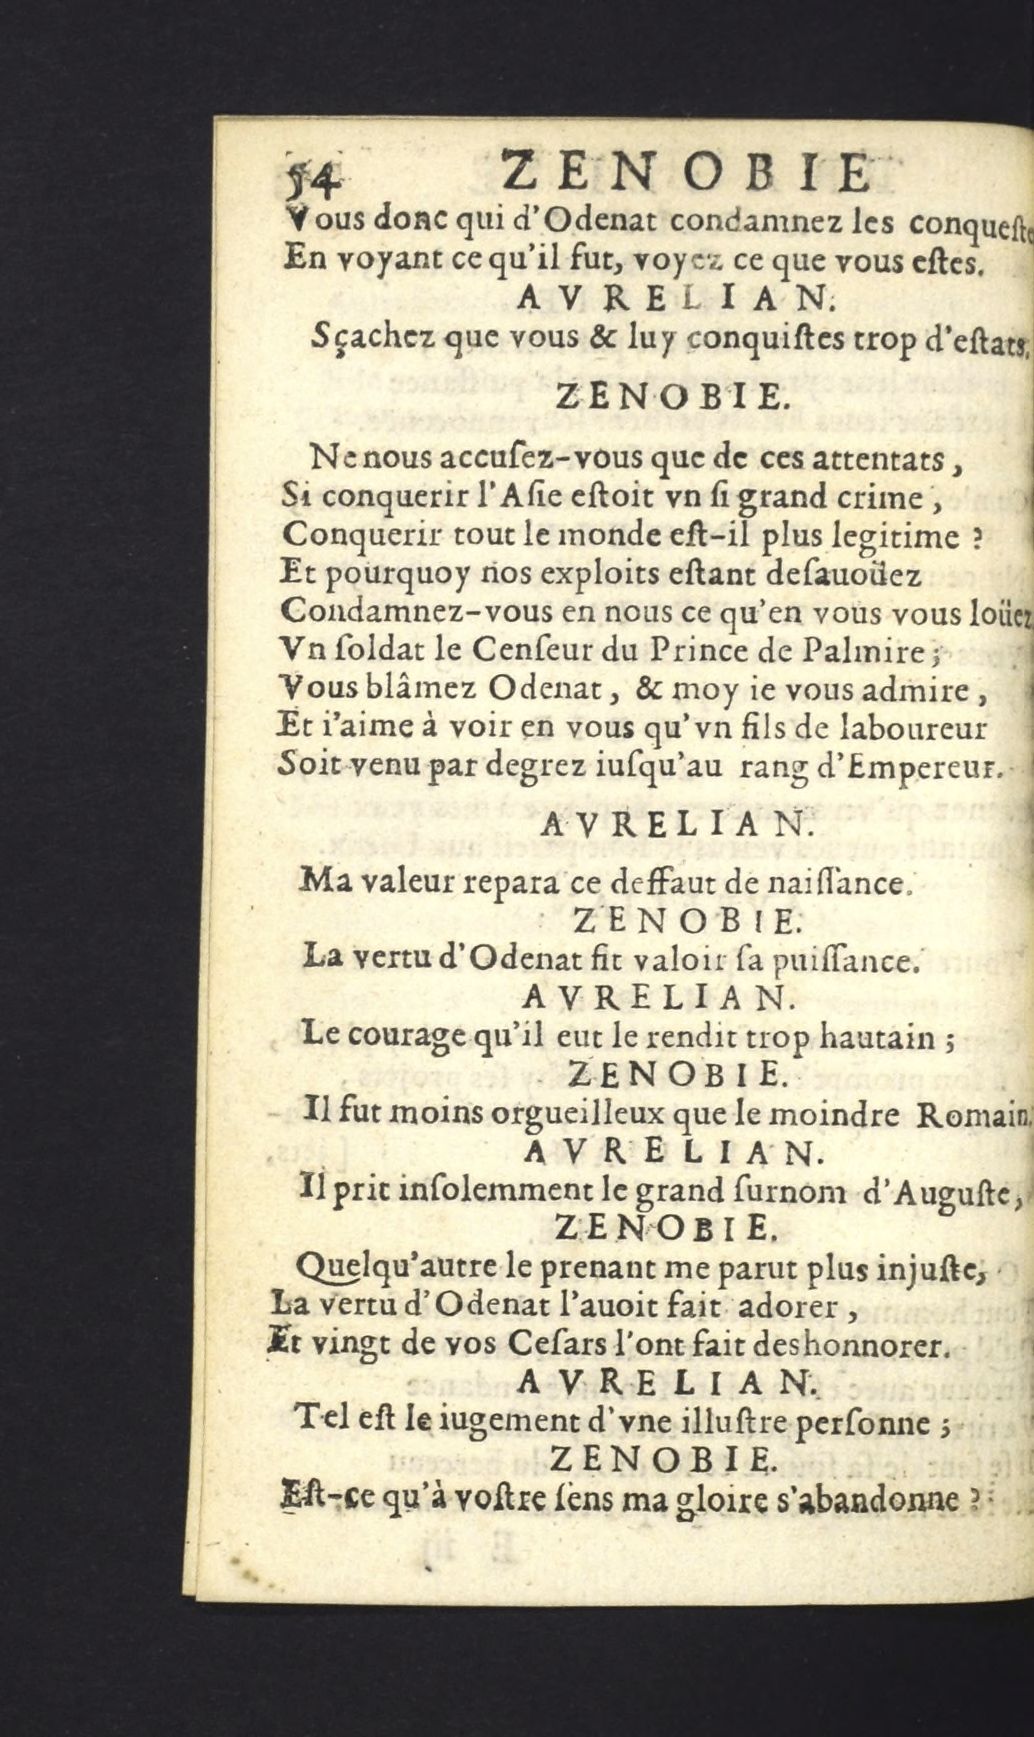 54 ZENOBIE
Vous donc qui d'Odenat condamnez les conqueste
En voyant ce qu'il fut, voyez ce que vous estes.
AVRELIAN.
Sçachez que vous & luy conquistes trop d'estats.
ZENOBIE.
Ne nous accusez-vous que de ces attentats,
Si conquerir l'Asie estoit vn si grand crime,
Conquerir tout le monde est-il plus legitime ?
Et pourquoy nos exploits estant desauoüez
Condamnez-vous en nous ce qu'en vous vous loüez
Vn soldat le Censeur du Prince de Palmire;
Vous blâmez Odenat, & moy ie vous admire,
Et i'aime à voir en vous qu'vn fils de laboureur
Soit venu par degrez iusqu'au rang d'Empereur.
AVRELIAN.
Ma valeur repara ce deffaut de naissance.
ZENOBIE.
La vertu d'Odenat fit valoir sa puissance.
AVRELIAN.
Le courage qu'il eut le rendit trop hautain ;
ZENOBIE.
Il fut moins orgueilleux que le moindre Romain.
AVRELIAN.
Il prit insolemment le grand surnom d'Auguste,
ZENOBIE.
Quelqu'autre le prenant me parut plus injuste,
La vertu d'Odenat l'auoit fait adorer,
Et vingt de vos Cesars l'ont fait deshonnorer.
AVRELIAN.
Tel est le iugement d'vne illustre personne ;
ZENOBIE.
Est-ce qu'à vostre sens ma gloire s'abandonne ?